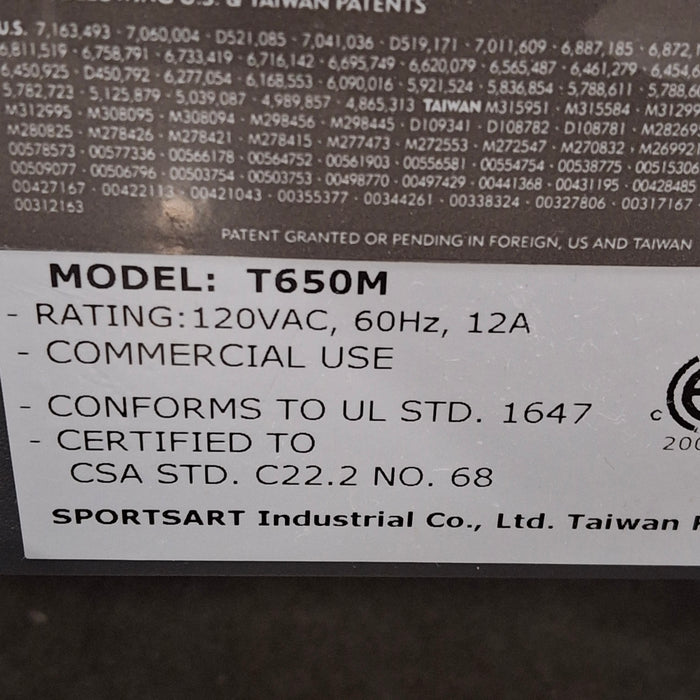 U.S. & TAIWAN PATENTS
U.S. 7,163,493 · 7,060,004 · D521,085 · 7,041,036 · D519,171 · 7,011,609 · 6,887,185 · 6,872,
6,811,519 · 6,758,791 · 6,733,419 · 6,716,142 · 6,695,749 · 6,620,079 · 6,565,487 · 6,461,279 · 6,454,
6,450,925 · D450,792 · 6,277,054 · 6,168,553 · 6,090,016 · 5,921,524 · 5,836,854 · 5,788,611 · 5,788,60
5,762,723 · 5,125,879 · 5,039,087 · 4,989,857 · 4,865,313 TAIWAN M315951 · M315584 · M31299
M312995 · M308095 · M308094 · M298456 · M298445 · D109341 · D108782 · D108781 · M28261
M280825 · M278426 · M278421 · M278415 · M277473 · M272553 · M272547 · M270832 · M26992
00578573 · 00577336 · 00566178 · 00564752 · 00561903 · 00556581 · 00554754 · 00538775 · 00515306
00509077 · 00506796 · 00503754 · 00503753 · 00498770 · 00497429 · 00441368 · 00431195 · 00428485
00427167 · 00422113 · 00421043 · 00355377 · 00344261 · 00338324 · 00327806 · 00317167 ·
00312163
PATENT GRANTED OR PENDING IN FOREIGN, US AND TAIWAN
MODEL: T650M
- RATING:120VAC, 60Hz, 12A
- COMMERCIAL USE
- CONFORMS TO UL STD. 1647
- CERTIFIED TO
CSA STD. C22.2 NO. 68
C
200
SPORTSART Industrial Co., Ltd. Taiwan